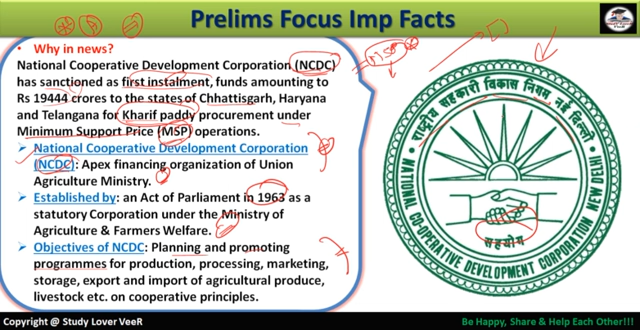 Prelims Focus Imp Facts
• Why in news?
National Cooperative Development Corporation (NCDC)
has sanctioned as first instalment, funds amounting to
Rs 19444 crores to the states of Chhattisgarh, Haryana
and Telangana for Kharif paddy procurement under
Minimum Support Price (MSP) operations.
➢ National Cooperative Development Corporation
(NCDC): Apex financing organization of Union
Agriculture Ministry.
➢ Established by: an Act of Parliament in 1963 as a
statutory Corporation under the Ministry of
Agriculture & Farmers Welfare.
➢ Objectives of NCDC: Planning and promoting
programmes for production, processing, marketing,
storage, export and import of agricultural produce,
livestock etc. on cooperative principles.
राष्ट्रीय सहकारी विकास निगम नई दिल्ली
सहयोग
NATIONAL CO-OPERATIVE DEVELOPMENT CORPORATION NEW DELHI
Copyright @ Study Lover VeeR
Be Happy, Share & Help Each Other!!!